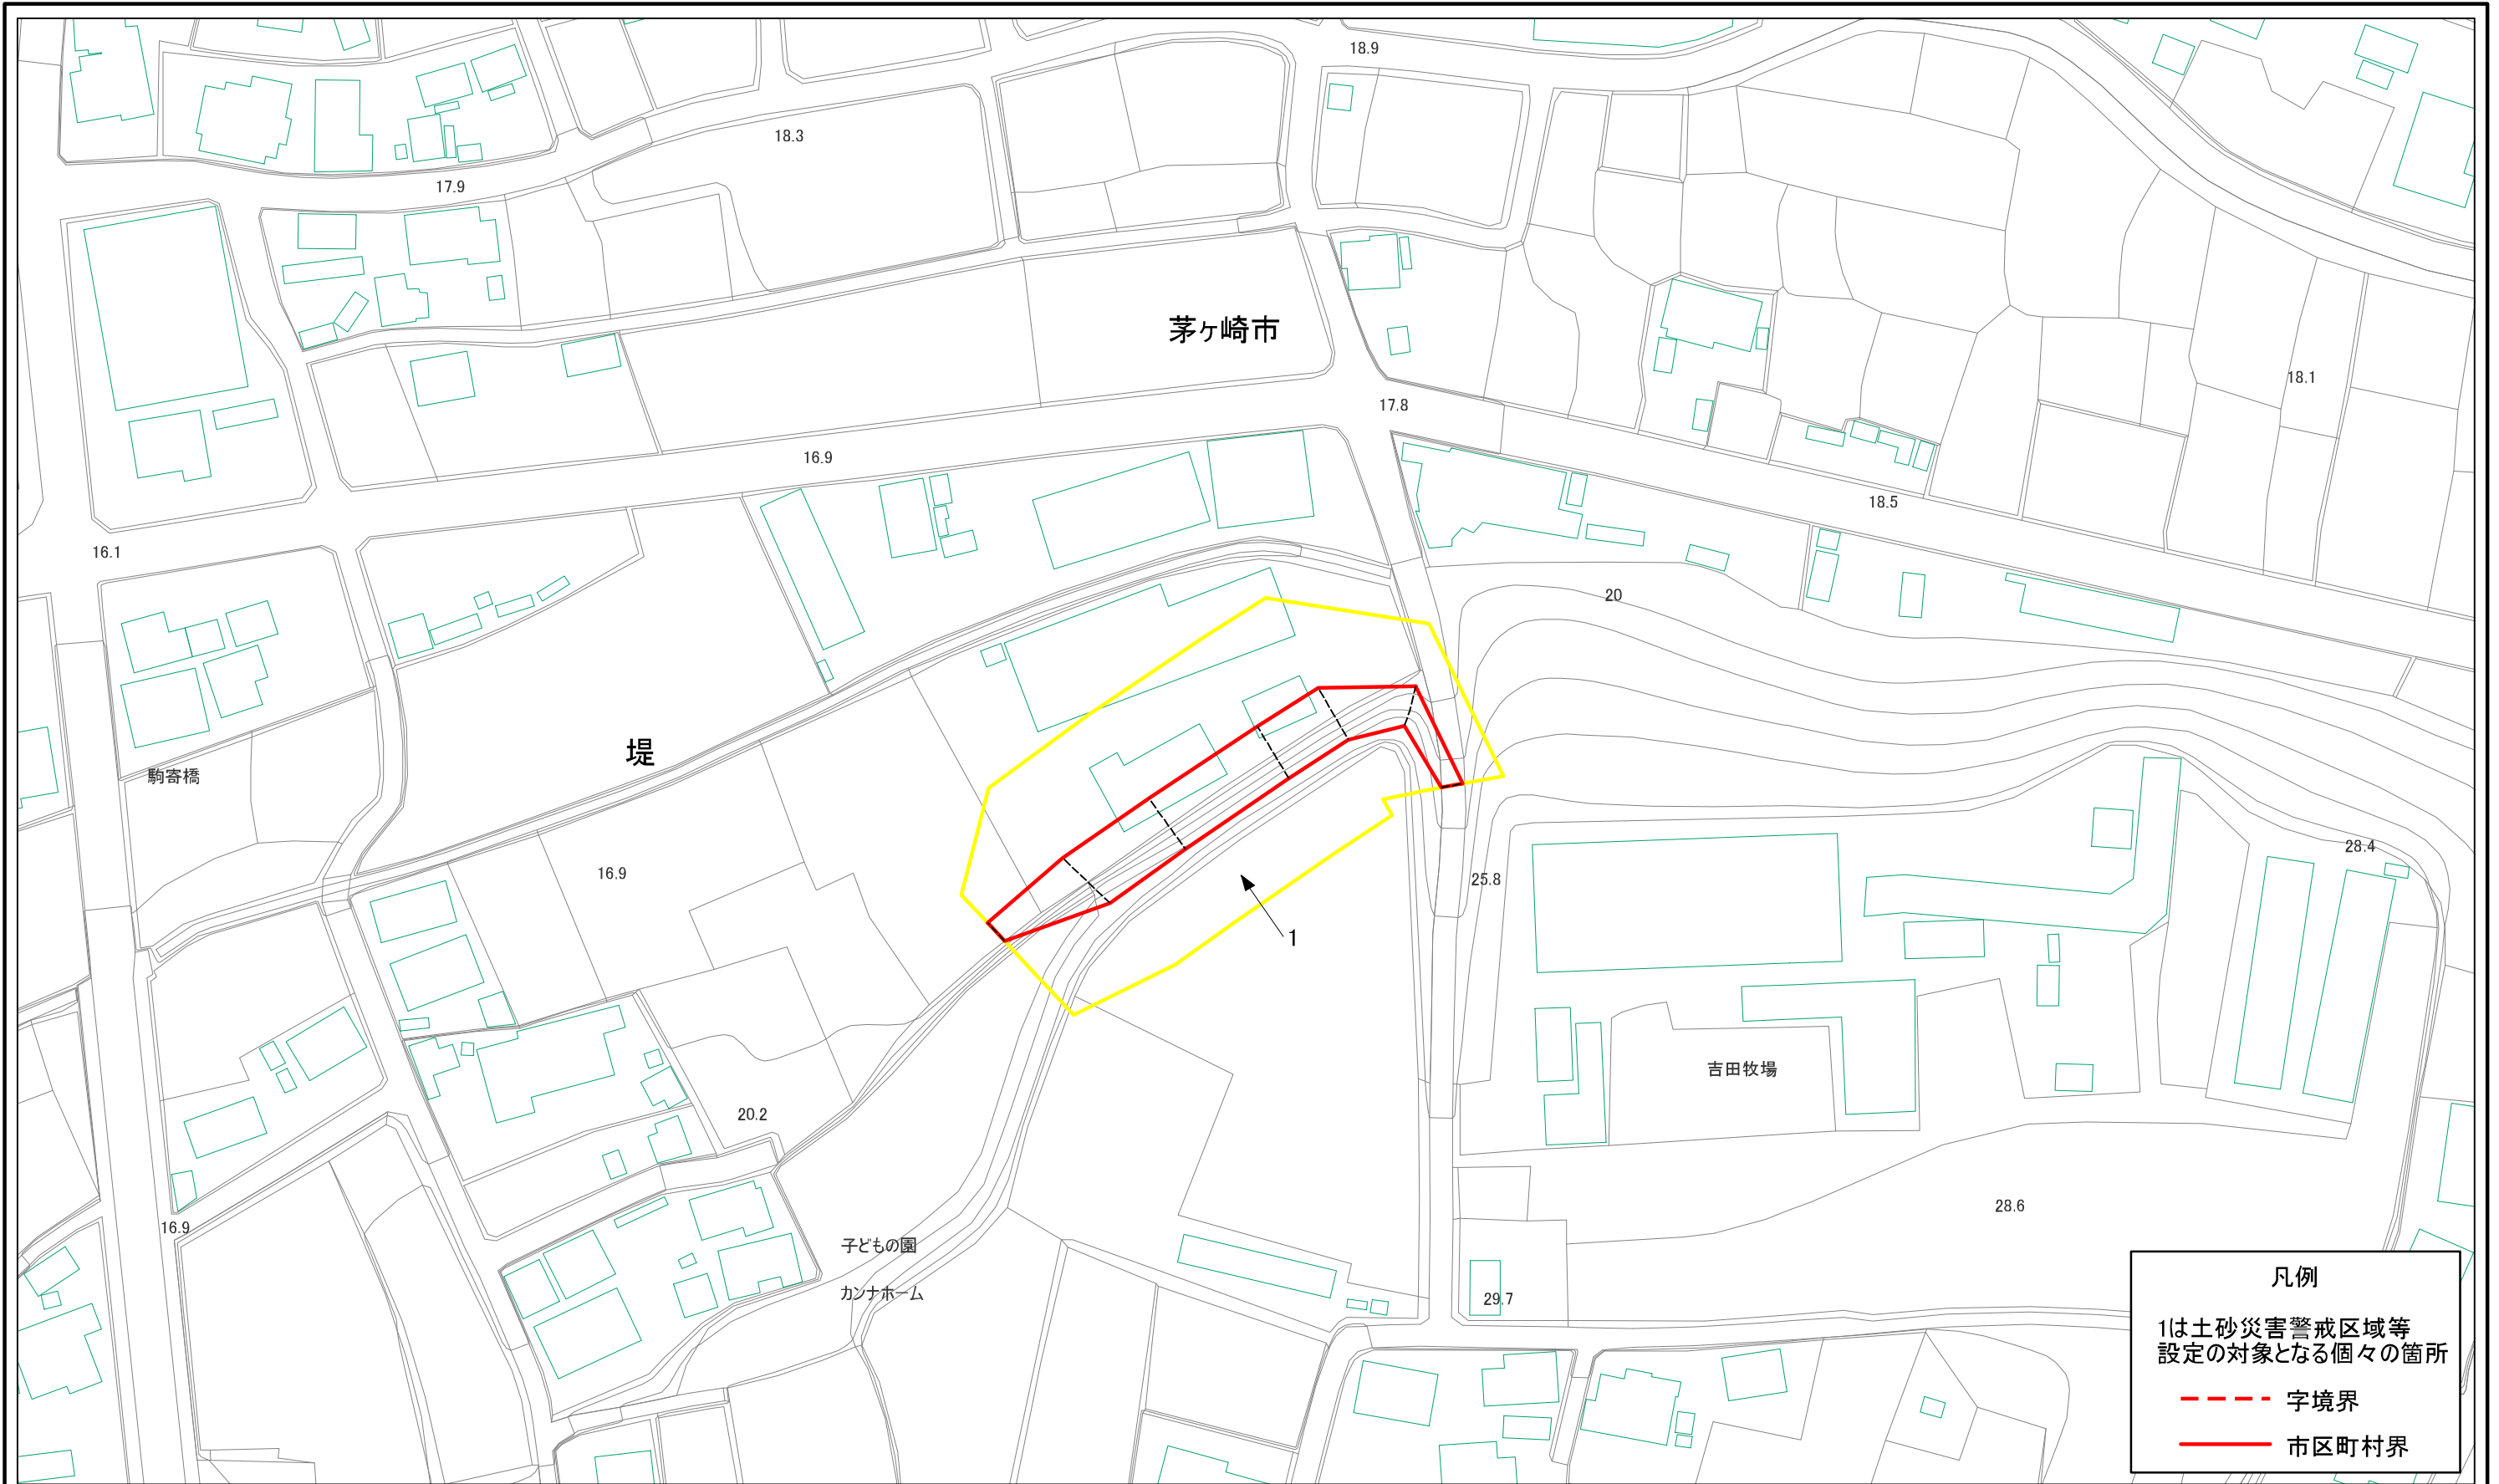 18.9
18.3
17.9
茅ヶ崎市
18.1
17.8
16.9
18.5
16.1
20
堤
駒寄橋
28.4
16.9
25.8
1
吉田牧場
20.2
28.6
16.9
子どもの園
カンナホーム
29.7
凡例
1は土砂災害警戒区域等
設定の対象となる個々の箇所
字境界
市区町村界